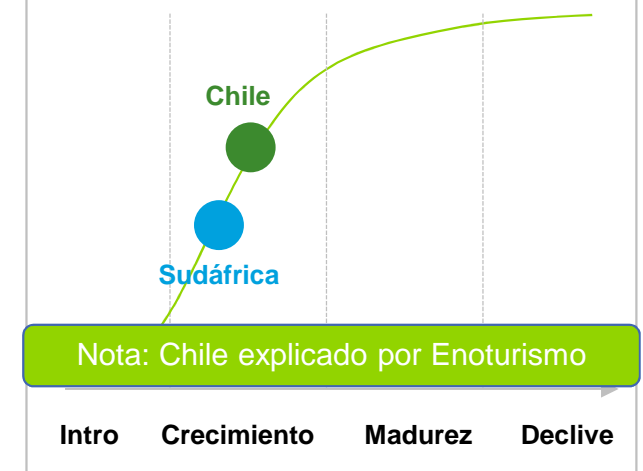 Chile
Sudáfrica
Nota: Chile explicado por Enoturismo
Intro Crecimiento Madurez Declive